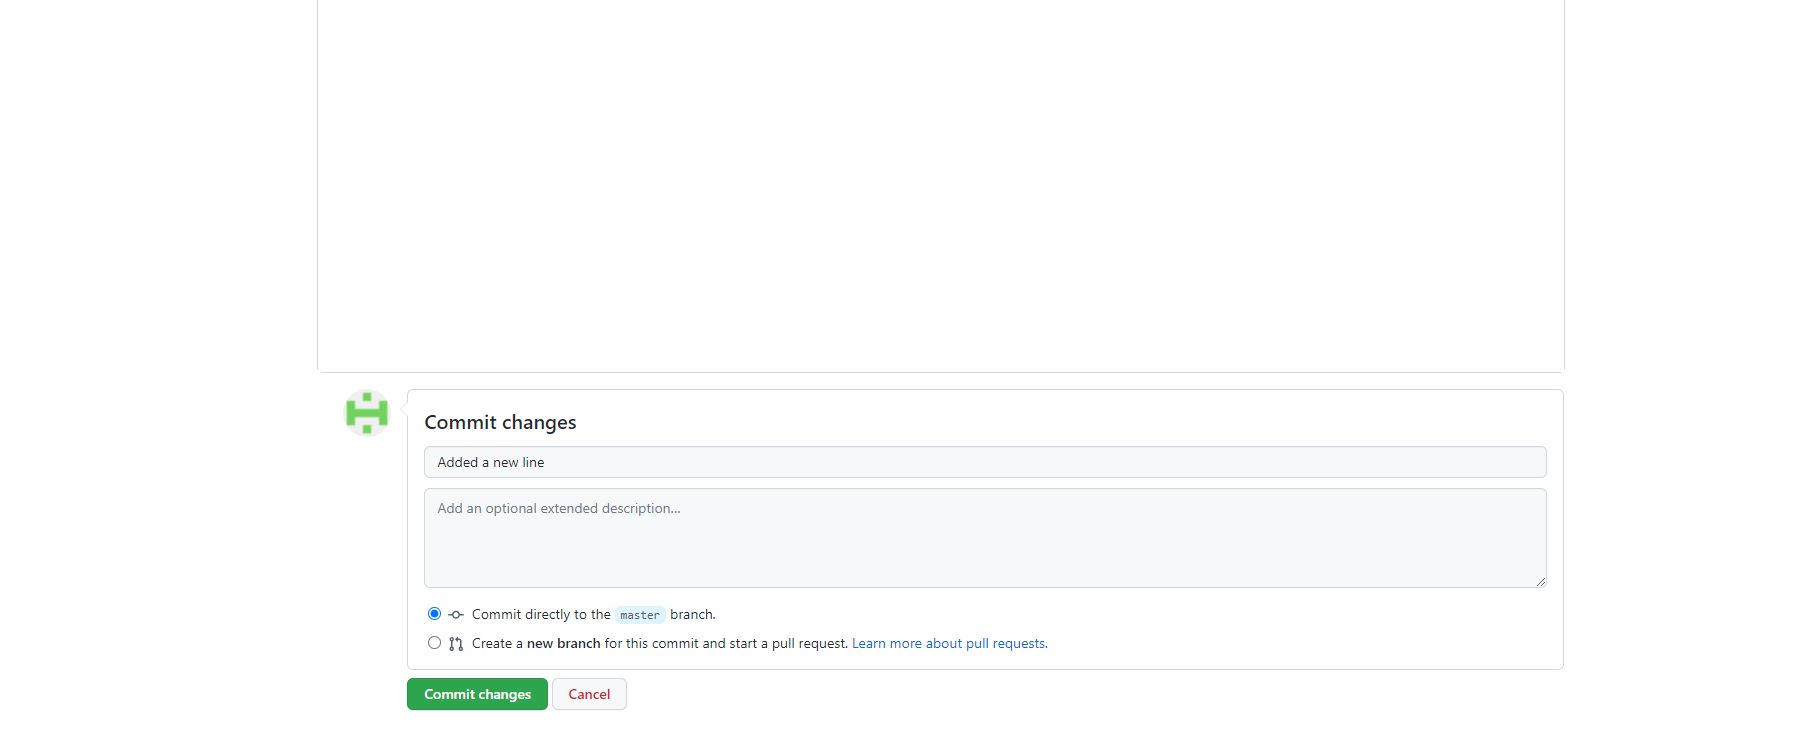 Commit changes
Added a new line
Add an optional extended description...
Commit directly to the master branch.
Create a new branch for this commit and start a pull request. Learn more about pull requests.
Commit changes Cancel